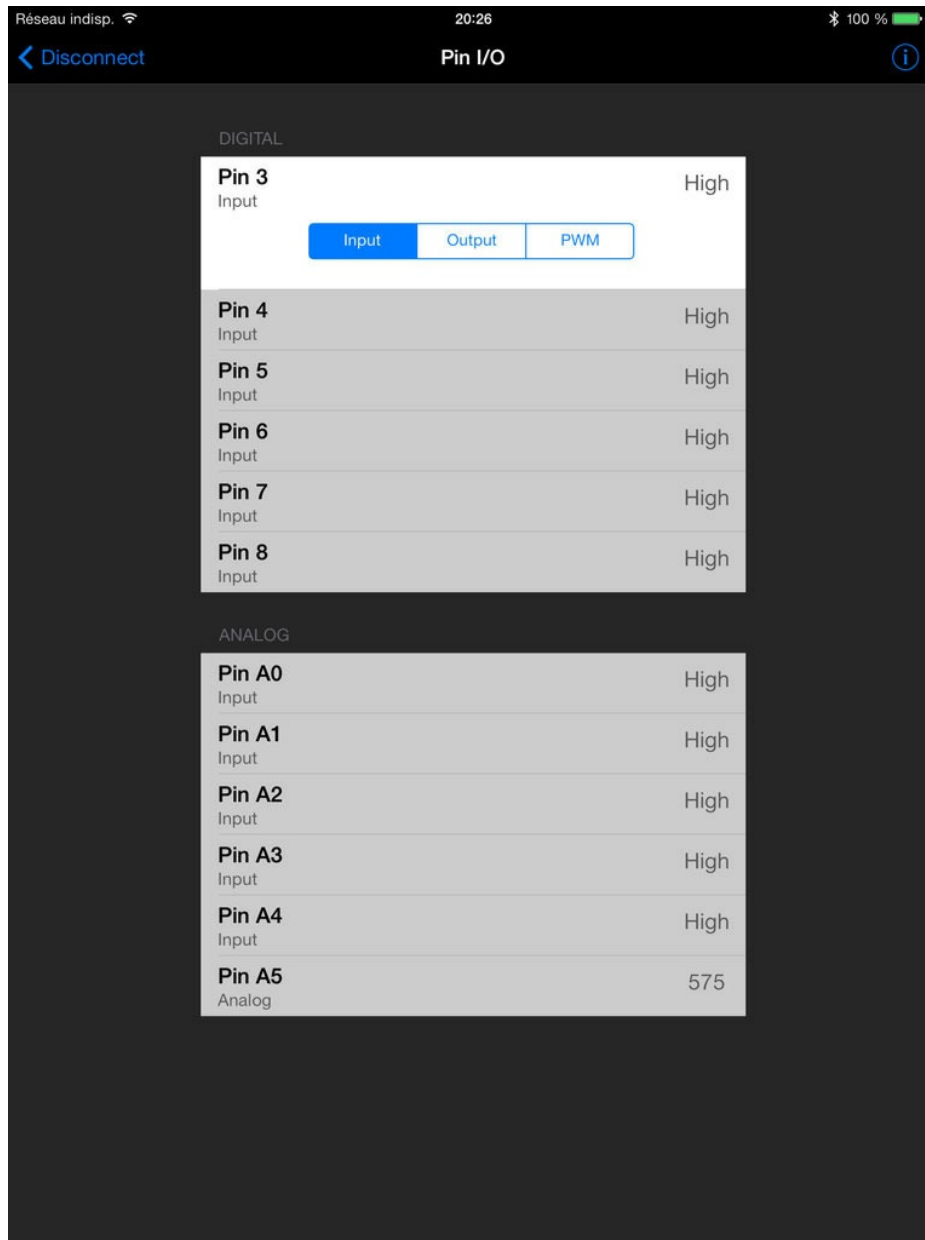 Réseau indisp. 20:26 100 %
Disconnect Pin I/O i
DIGITAL
Pin 3 High
Input
Input Output PWM
Pin 4 High
Input
Pin 5 High
Input
Pin 6 High
Input
Pin 7 High
Input
Pin 8 High
Input
ANALOG
Pin A0 High
Input
Pin A1 High
Input
Pin A2 High
Input
Pin A3 High
Input
Pin A4 High
Input
Pin A5 575
Analog